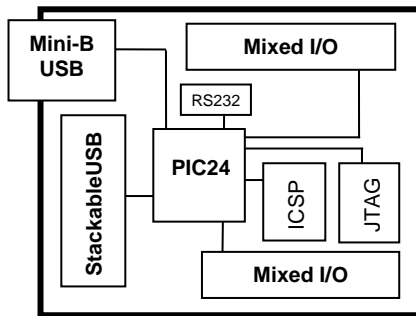 Mini-B
USB
Mixed I/O
RS232
StackableUSB
PIC24
ICSP
JTAG
Mixed I/O